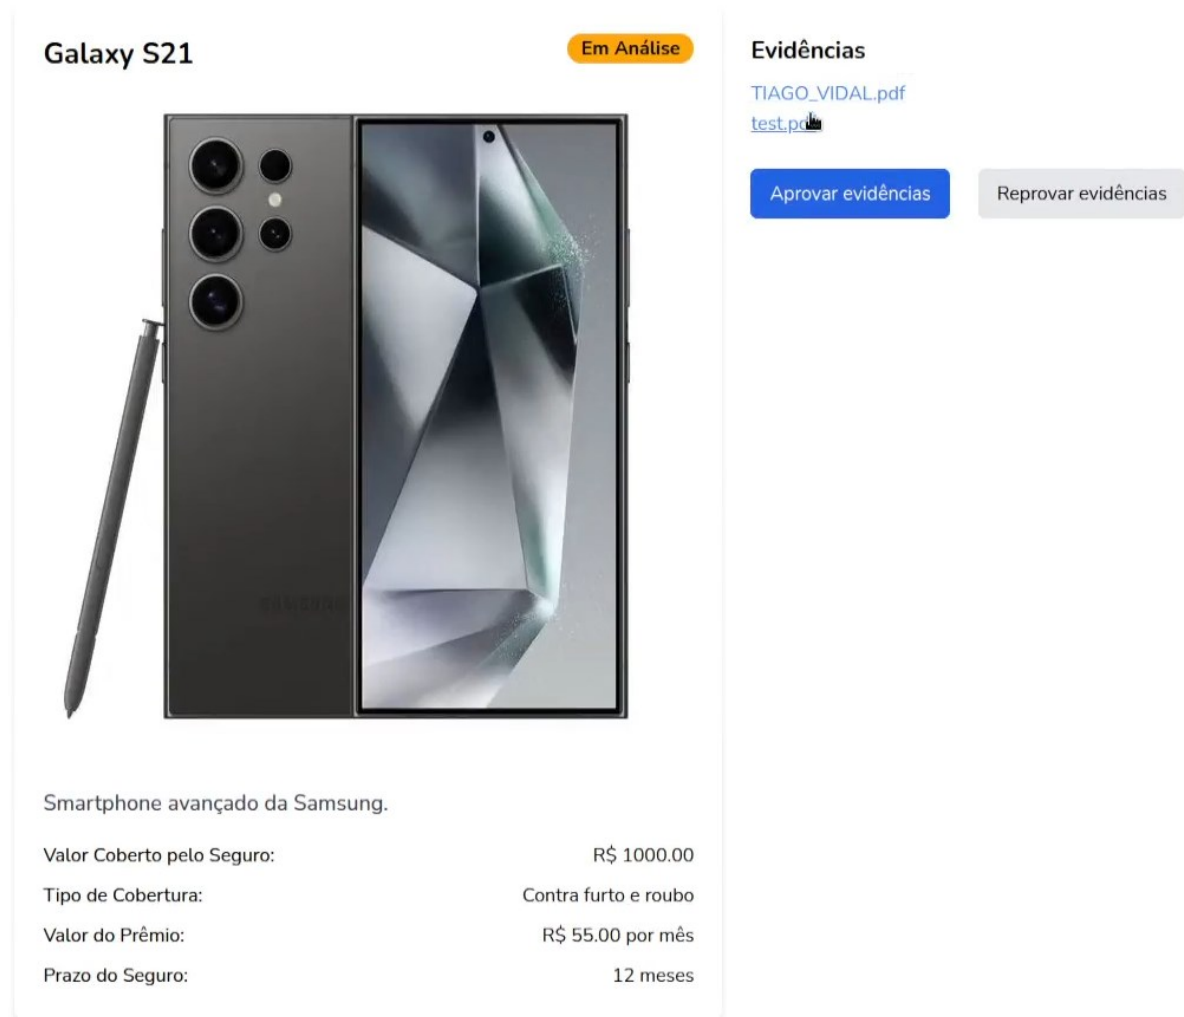 Galaxy S21
Em Análise
SAMSUNG
Smartphone avançado da Samsung.
Valor Coberto pelo Seguro: R$ 1000.00
Tipo de Cobertura: Contra furto e roubo
Valor do Prêmio: R$ 55.00 por mês
Prazo do Seguro: 12 meses
Evidências
TIAGO_VIDAL.pdf
Aprovar evidências Reprovar evidências